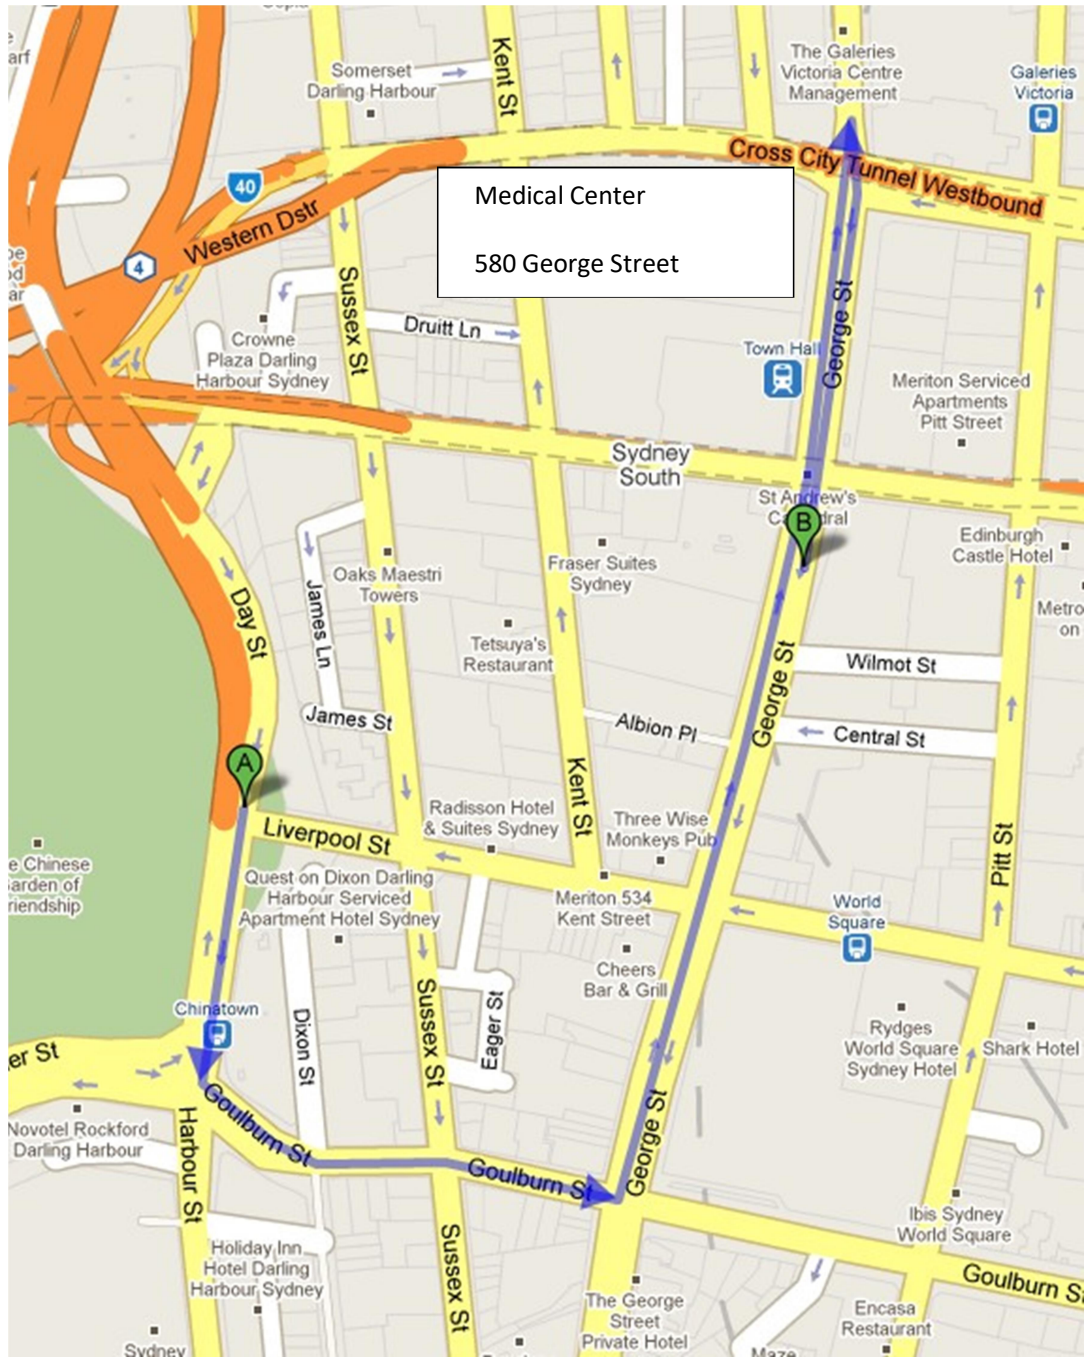 Somerset
Darling Harbour
Kent St
The Galeries
Victoria Centre
Management
Galeries
Victoria
Cross City Tunnel Westbound
40
Western Dstr
4
Medical Center
580 George Street
Sussex St
Druitt Ln
Crowne
Plaza Darling
Harbour Sydney
Town Hall
George St
Meriton Serviced
Apartments
Pitt Street
Sydney
South
St Andrew's
B
Edinburgh
Castle Hotel
Day St
James Ln
Oaks Maestri
Towers
Fraser Suites
Sydney
Metro
on
Tetsuya's
Restaurant
George St
Wilmot St
James St
Albion Pl
Central St
A
Kent St
Liverpool St
Radisson Hotel
& Suites Sydney
Three Wise
Monkeys Pub
Pitt St
e Chinese
arden of
riendship
Quest on Dixon Darling
Harbour Serviced
Apartment Hotel Sydney
Meriton 534
Kent Street
World
Square
Cheers
Bar & Grill
Chinatown
Dixon St
Sussex St
Eager St
Rydges
World Square
Sydney Hotel
Shark Hotel
er St
Novotel Rockford
Darling Harbour
Goulburn St
Harbour St
Goulburn St
George St
Ibis Sydney
World Square
Holiday Inn
Hotel Darling
Harbour Sydney
Sussex St
The George
Street
Private Hotel
Goulburn St
Encasa
Restaurant
Sydney
Maze